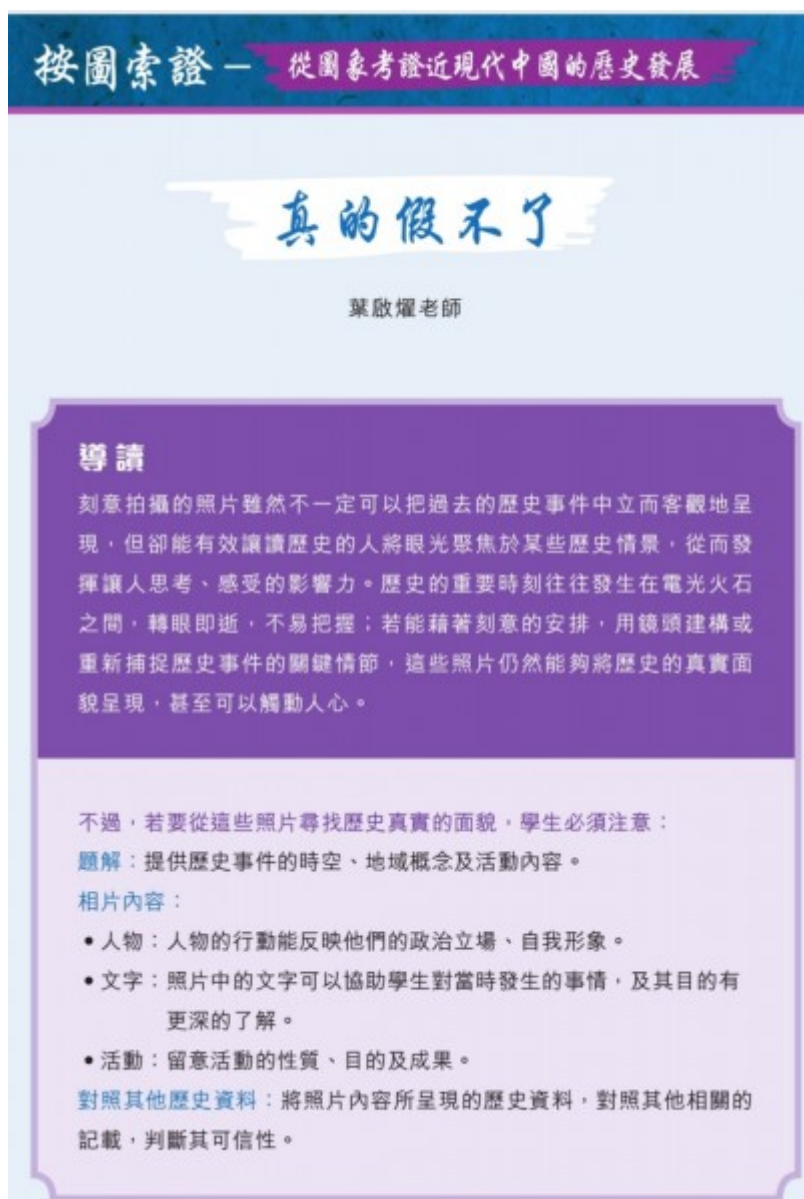 按圖索證－ 從圖象考證近現代中國的歷史發展
真的假不了
葉啟燿老師
導讀
刻意拍攝的照片雖然不一定可以把過去的歷史事件中立而客觀地呈
現，但卻能有效讓讀歷史的人將眼光聚焦於某些歷史情景，從而發
揮讓人思考、感受的影響力。歷史的重要時刻往往發生在電光火石
之間，轉眼即逝，不易把握；若能藉著刻意的安排，用鏡頭建構或
重新捕捉歷史事件的關鍵情節，這些照片仍然能夠將歷史的真實面
貌呈現，甚至可以觸動人心。
不過，若要從這些照片尋找歷史真實的面貌，學生必須注意：
題解：提供歷史事件的時空、地域概念及活動內容。
相片內容：
•人物：人物的行動能反映他們的政治立場、自我形象。
•文字：照片中的文字可以協助學生對當時發生的事情，及其目的有
更深的了解。
•活動：留意活動的性質、目的及成果。
對照其他歷史資料：將照片內容所呈現的歷史資料，對照其他相關的
記載，判斷其可信性。